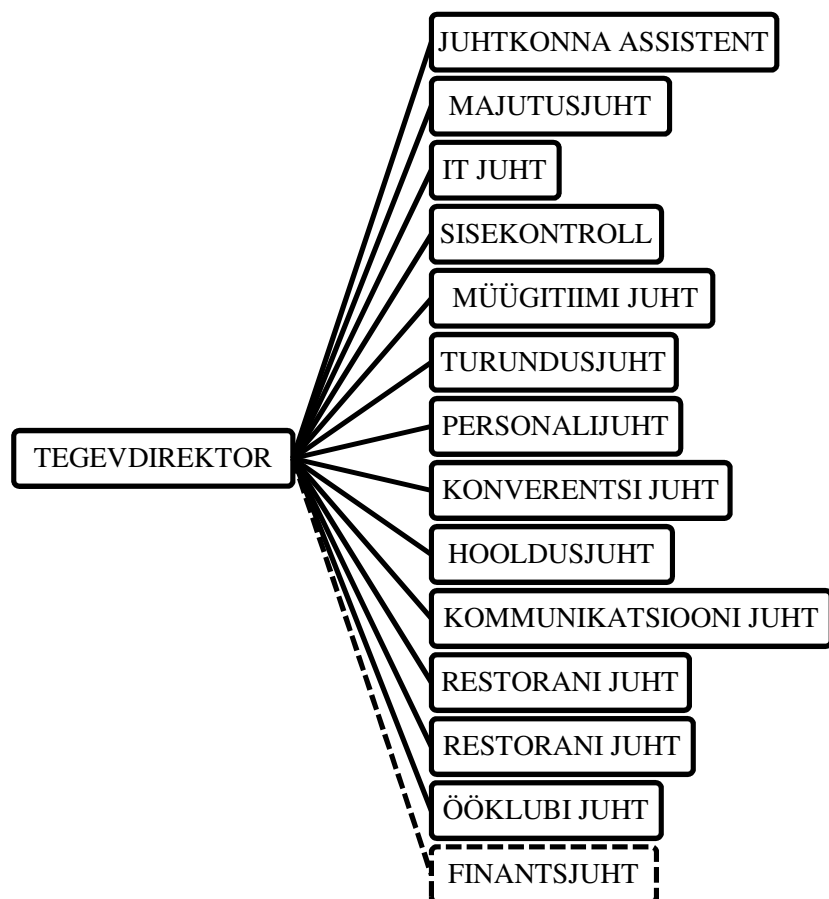 JUHTKONNA ASSISTENT
MAJUTUSJUHT
IT JUHT
SISEKONTROLL
MÜÜGITIIMI JUHT
TURUNDUSJUHT
PERSONALIJUHT
TEGEVDIREKTOR
KONVERENTSI JUHT
HOOLDUSJUHT
KOMMUNIKATSIOONI JUHT
RESTORANI JUHT
RESTORANI JUHT
ÖÖKLUBI JUHT
FINANTSJUHT